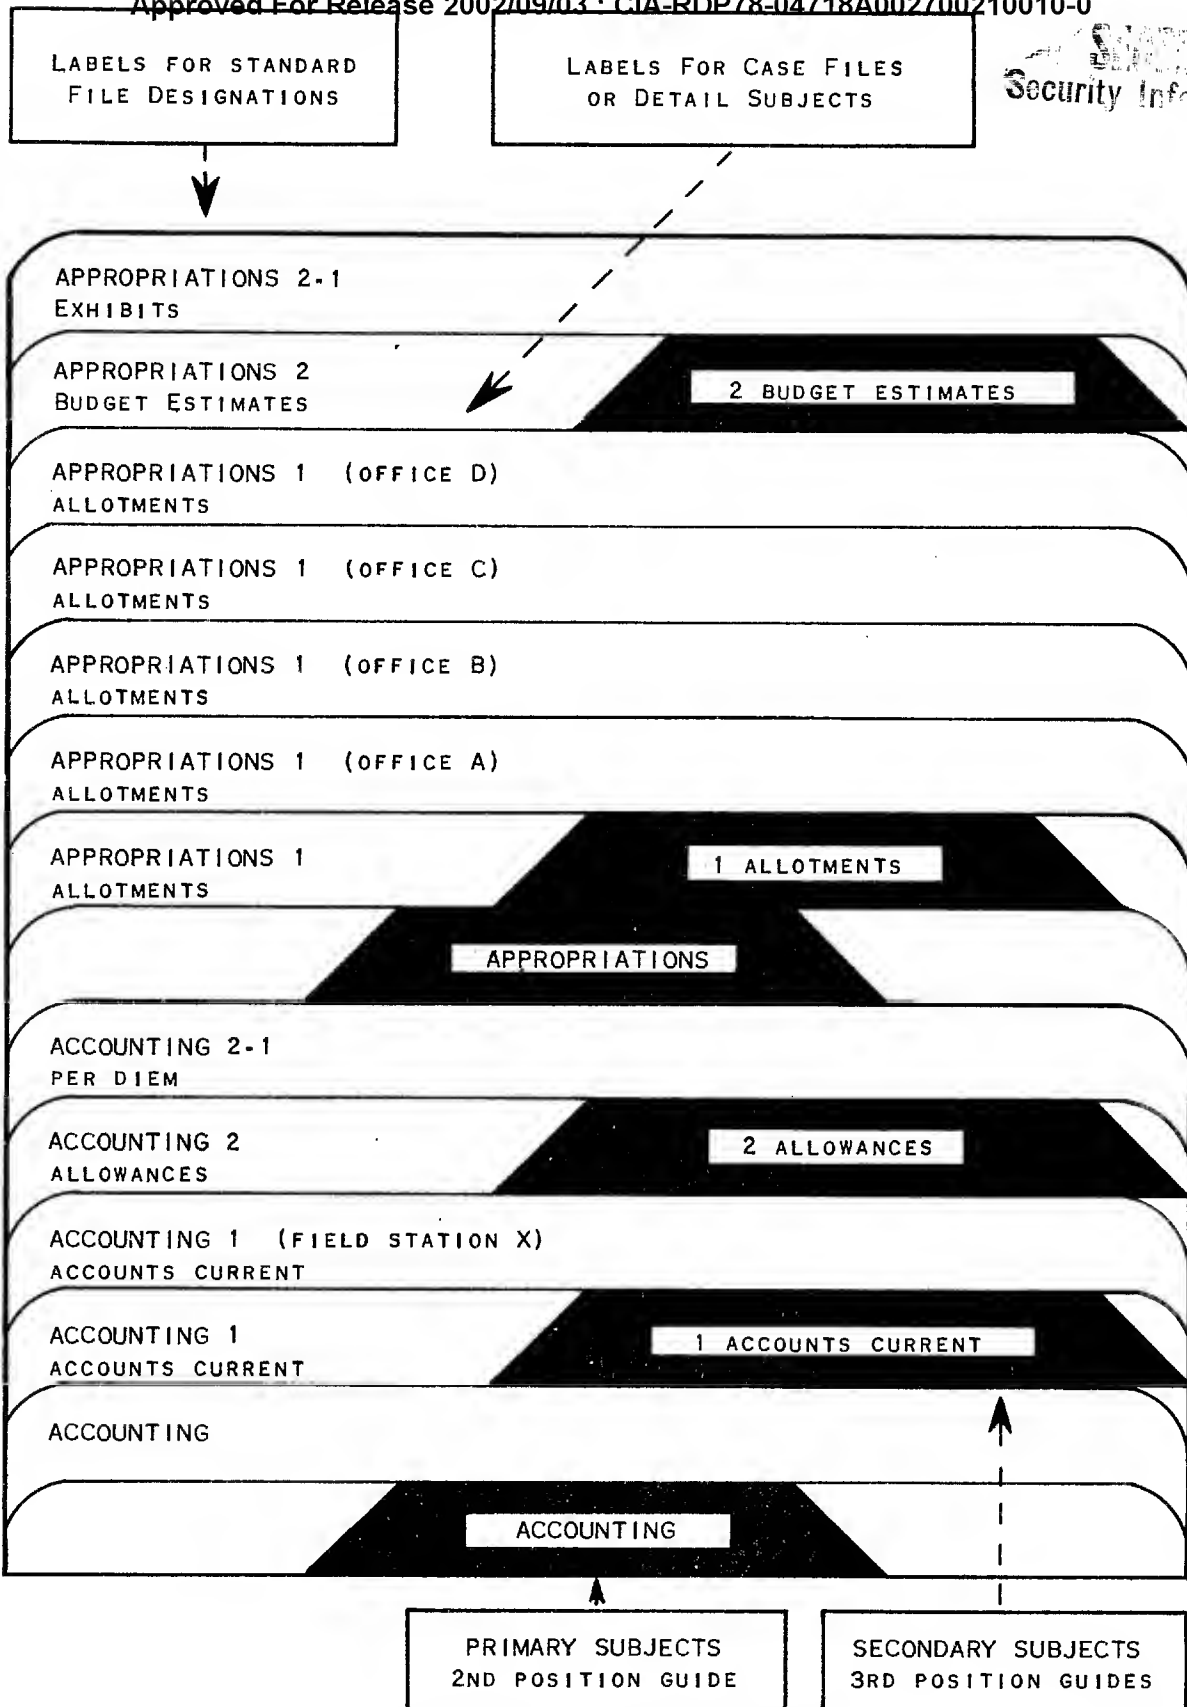 Approved For Release 2002/09/03 : CIA-RDP78-04718A002700210010-0
LABELS FOR STANDARD
FILE DESIGNATIONS
LABELS FOR CASE FILES
OR DETAIL SUBJECTS
Security
APPROPRIATIONS 2-1
EXHIBITS
APPROPRIATIONS 2
BUDGET ESTIMATES
2 BUDGET ESTIMATES
APPROPRIATIONS 1 (OFFICE D)
ALLOTMENTS
APPROPRIATIONS 1 (OFFICE C)
ALLOTMENTS
APPROPRIATIONS 1 (OFFICE B)
ALLOTMENTS
APPROPRIATIONS 1 (OFFICE A)
ALLOTMENTS
APPROPRIATIONS 1
ALLOTMENTS
1 ALLOTMENTS
APPROPRIATIONS
ACCOUNTING 2-1
PER DIEM
ACCOUNTING 2
ALLOWANCES
2 ALLOWANCES
ACCOUNTING 1 (FIELD STATION X)
ACCOUNTS CURRENT
ACCOUNTING 1
ACCOUNTS CURRENT
1 ACCOUNTS CURRENT
ACCOUNTING
ACCOUNTING
PRIMARY SUBJECTS
2ND POSITION GUIDE
SECONDARY SUBJECTS
3RD POSITION GUIDES